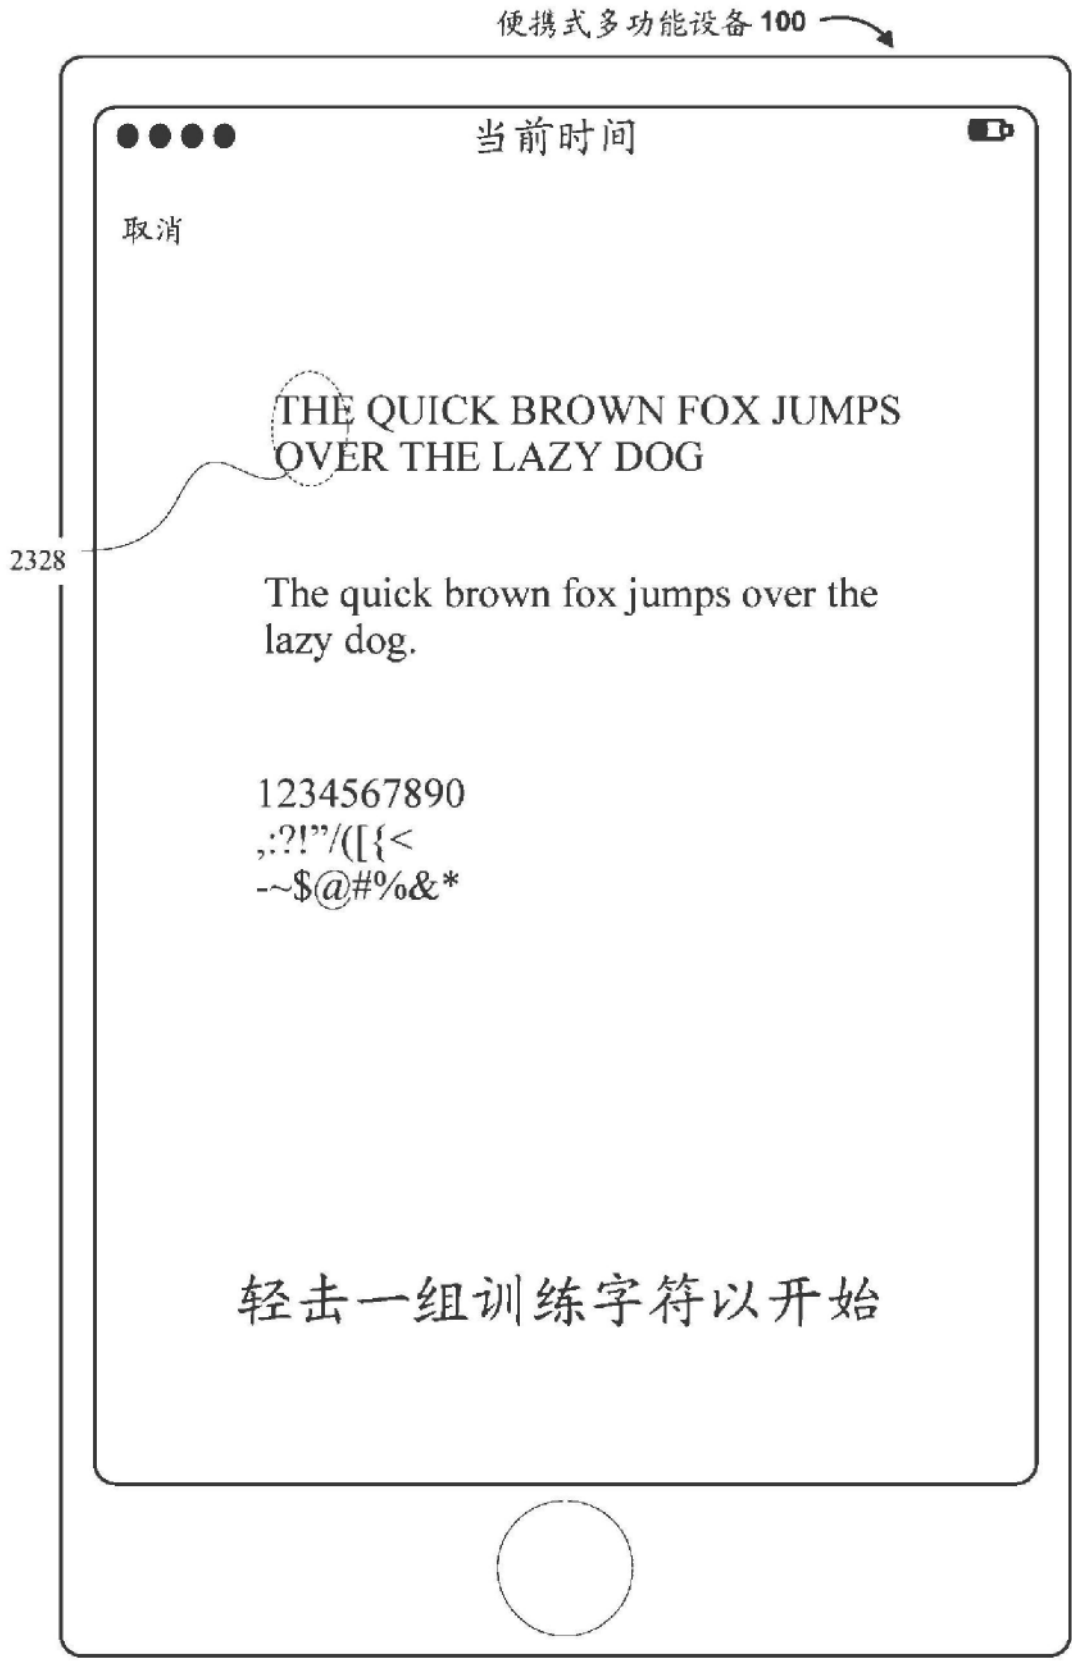 便携式多功能设备 100
当前时间
取消
THE QUICK BROWN FOX JUMPS
OVER THE LAZY DOG
2328
The quick brown fox jumps over the
lazy dog.
1234567890
,:?!”/([{<
-~$@#%&*
轻击一组训练字符以开始